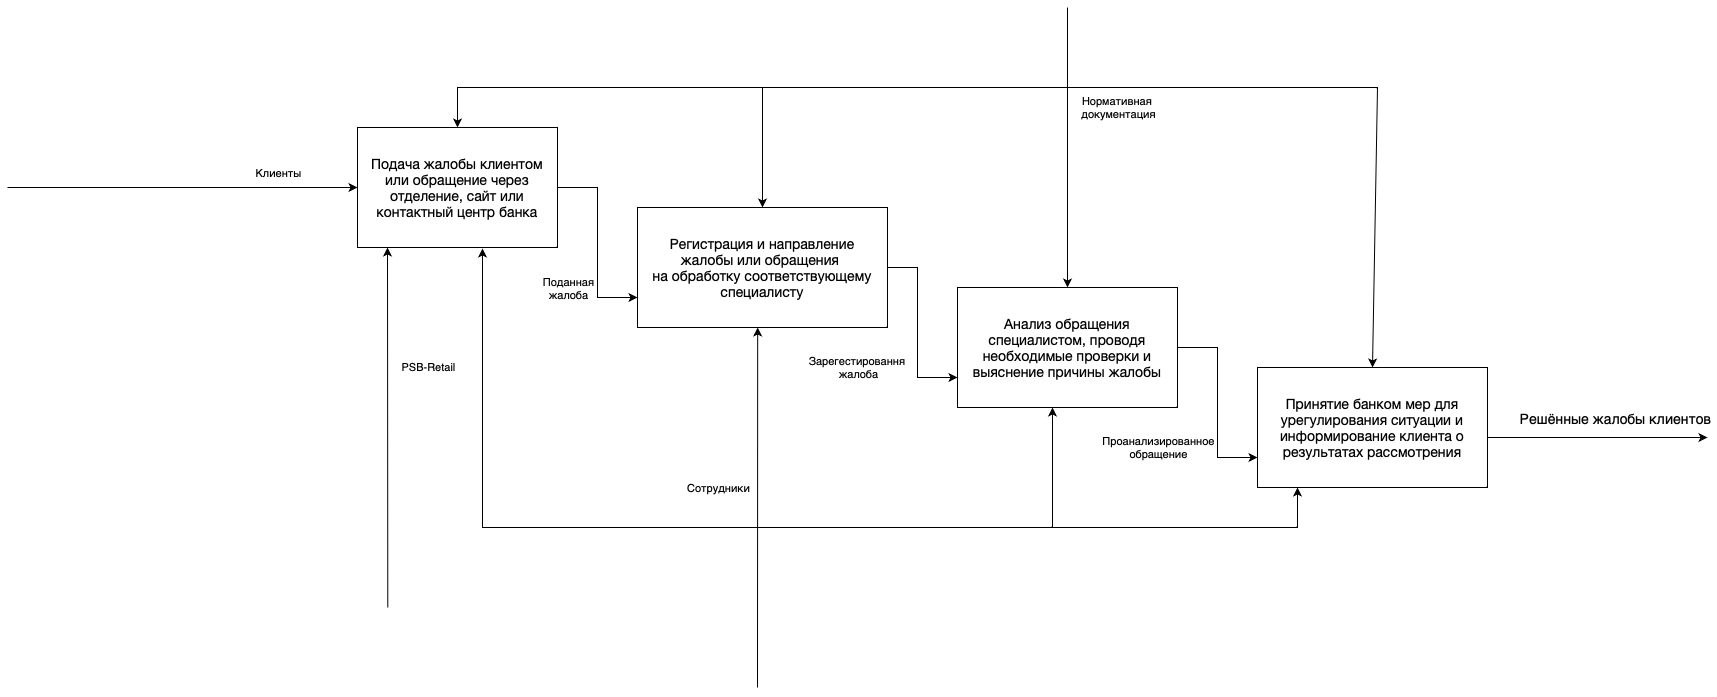 Нормативная
документация
Клиенты
Подача жалобы клиентом
или обращение через
отделение, сайт или
контактный центр банка
Поданная
жалоба
Регистрация и направление
жалобы или обращения
на обработку соответствующему
специалисту
PSB-Retail
Зарегестировання
жалоба
Анализ обращения
специалистом, проводя
необходимые проверки и
выяснение причины жалобы
Проанализированное
обращение
Принятие банком мер для
урегулирования ситуации и
информирование клиента о
результатах рассмотрения
Решённые жалобы клиентов
Сотрудники